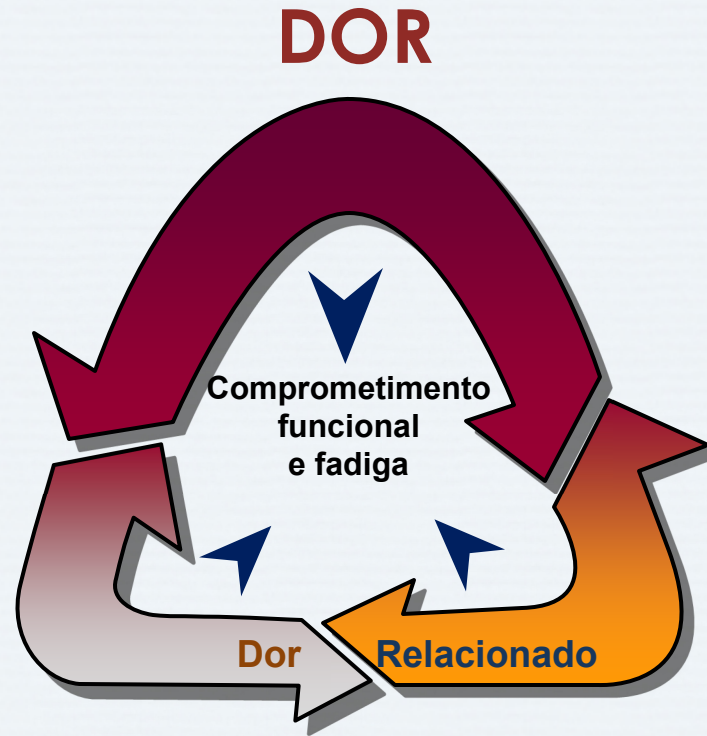 DOR
Comprometimento
funcional
e fadiga
Dor
Relacionado